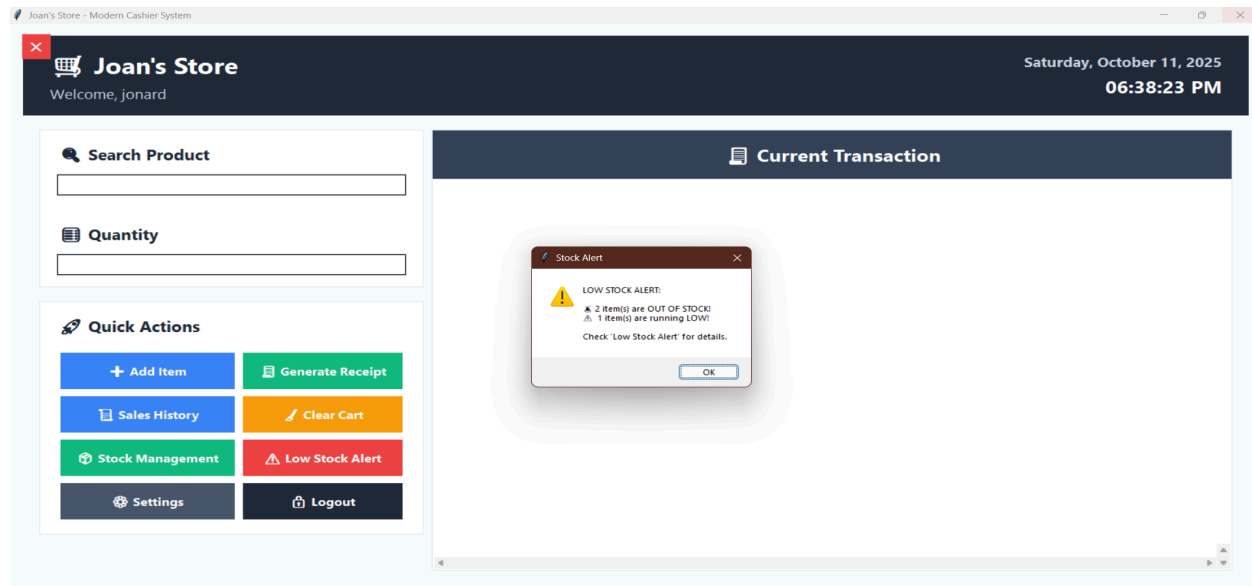 Joan's Store - Modern Cashier System
Joan's Store
Welcome, jonard
Saturday, October 11, 2025
06:38:23 PM
Search Product
Quantity
Quick Actions
Add Item
Generate Receipt
Sales History
Clear Cart
Stock Management
Low Stock Alert
Settings
Logout
Current Transaction
Stock Alert
LOW STOCK ALERT:
2 item(s) are OUT OF STOCK!
1 item(s) are running LOW!
Check 'Low Stock Alert' for details.
OK